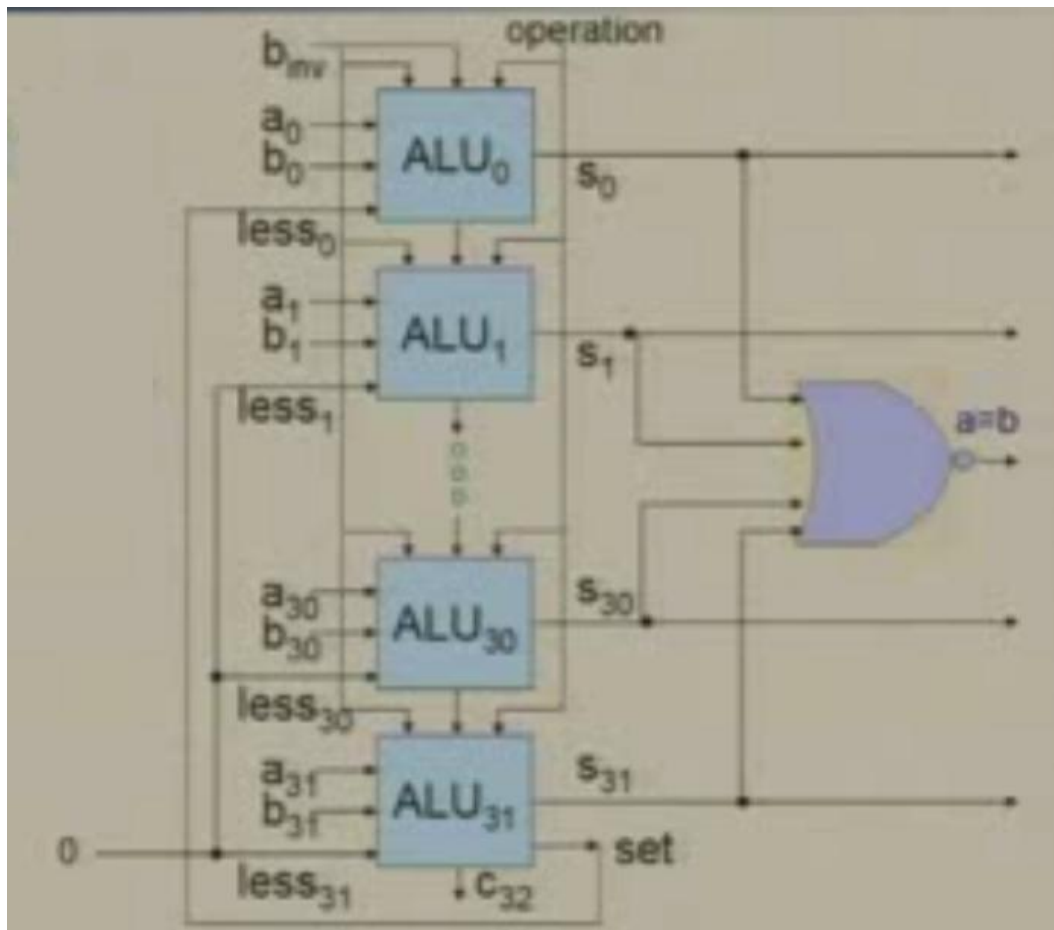 operation
b_inv
a_0
b_0
ALU_0
s_0
less_0
a_1
b_1
ALU_1
s_1
less_1
a=b
a_30
b_30
ALU_30
s_30
less_30
a_31
b_31
ALU_31
s_31
0
set
less_31
c_32